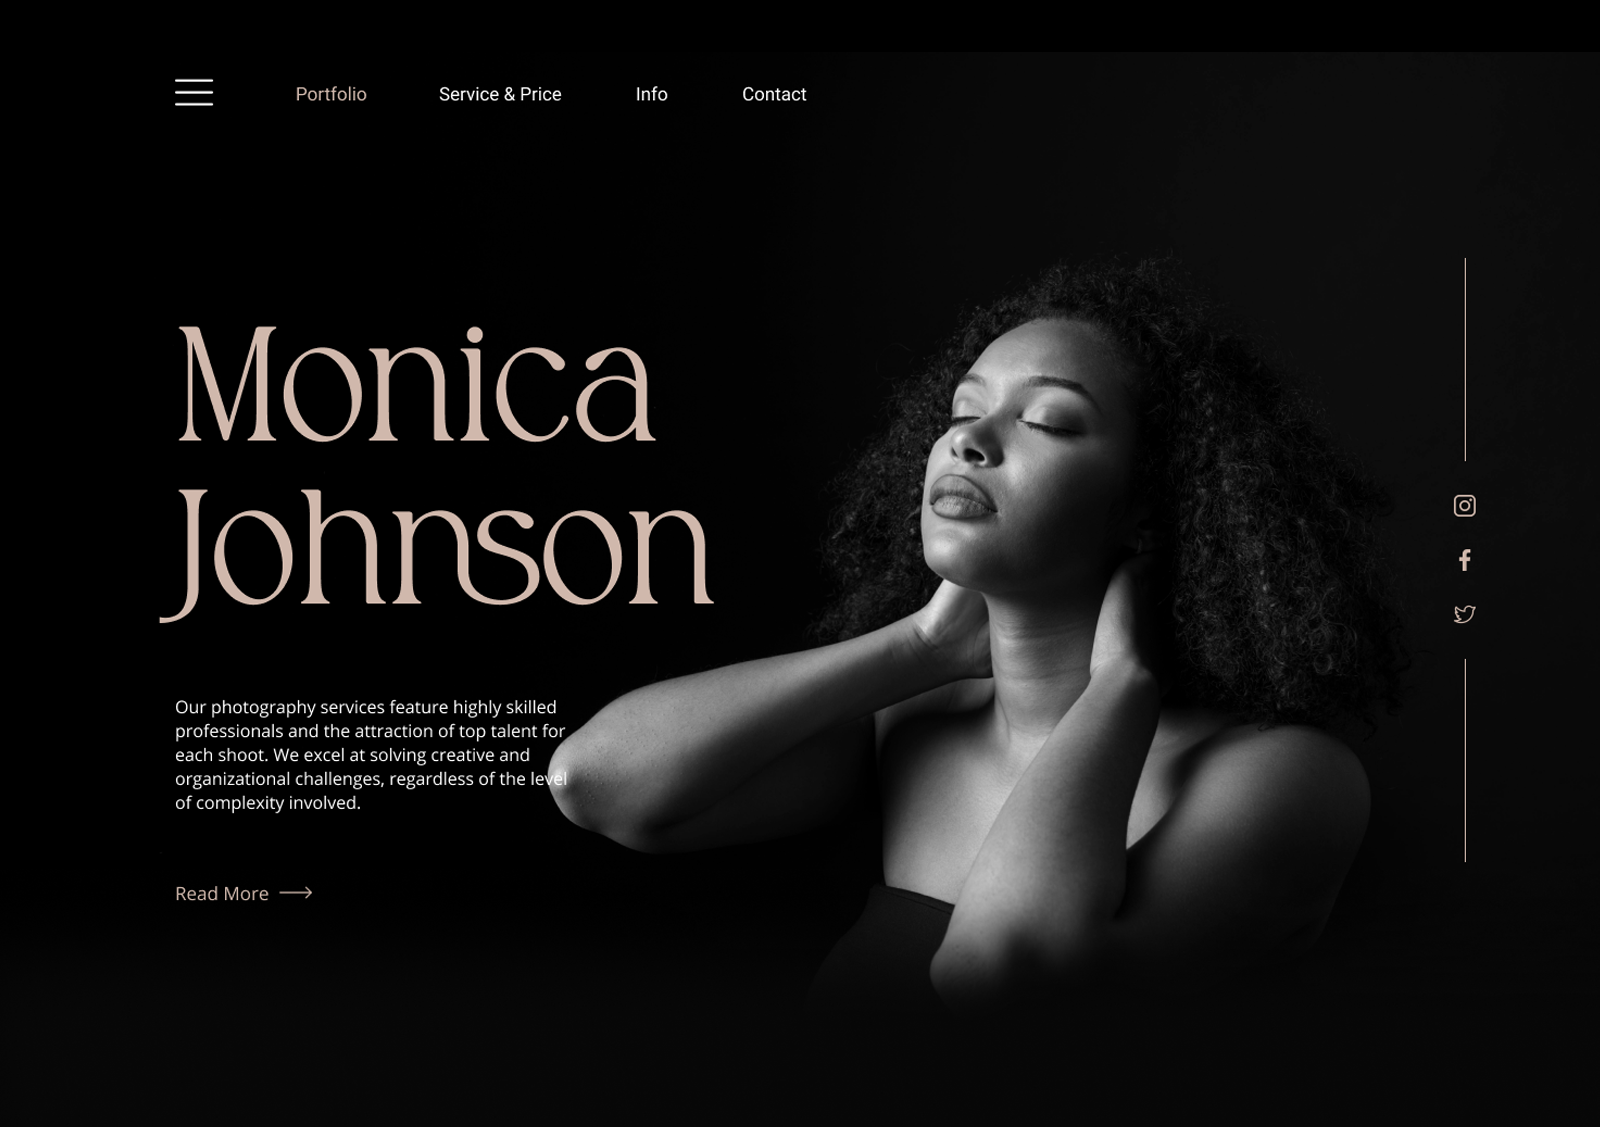 Portfolio
Service & Price
Info
Contact
Monica
Johnson
Our photography services feature highly skilled
professionals and the attraction of top talent for
each shoot. We excel at solving creative and
organizational challenges, regardless of the level
of complexity involved.
Read More